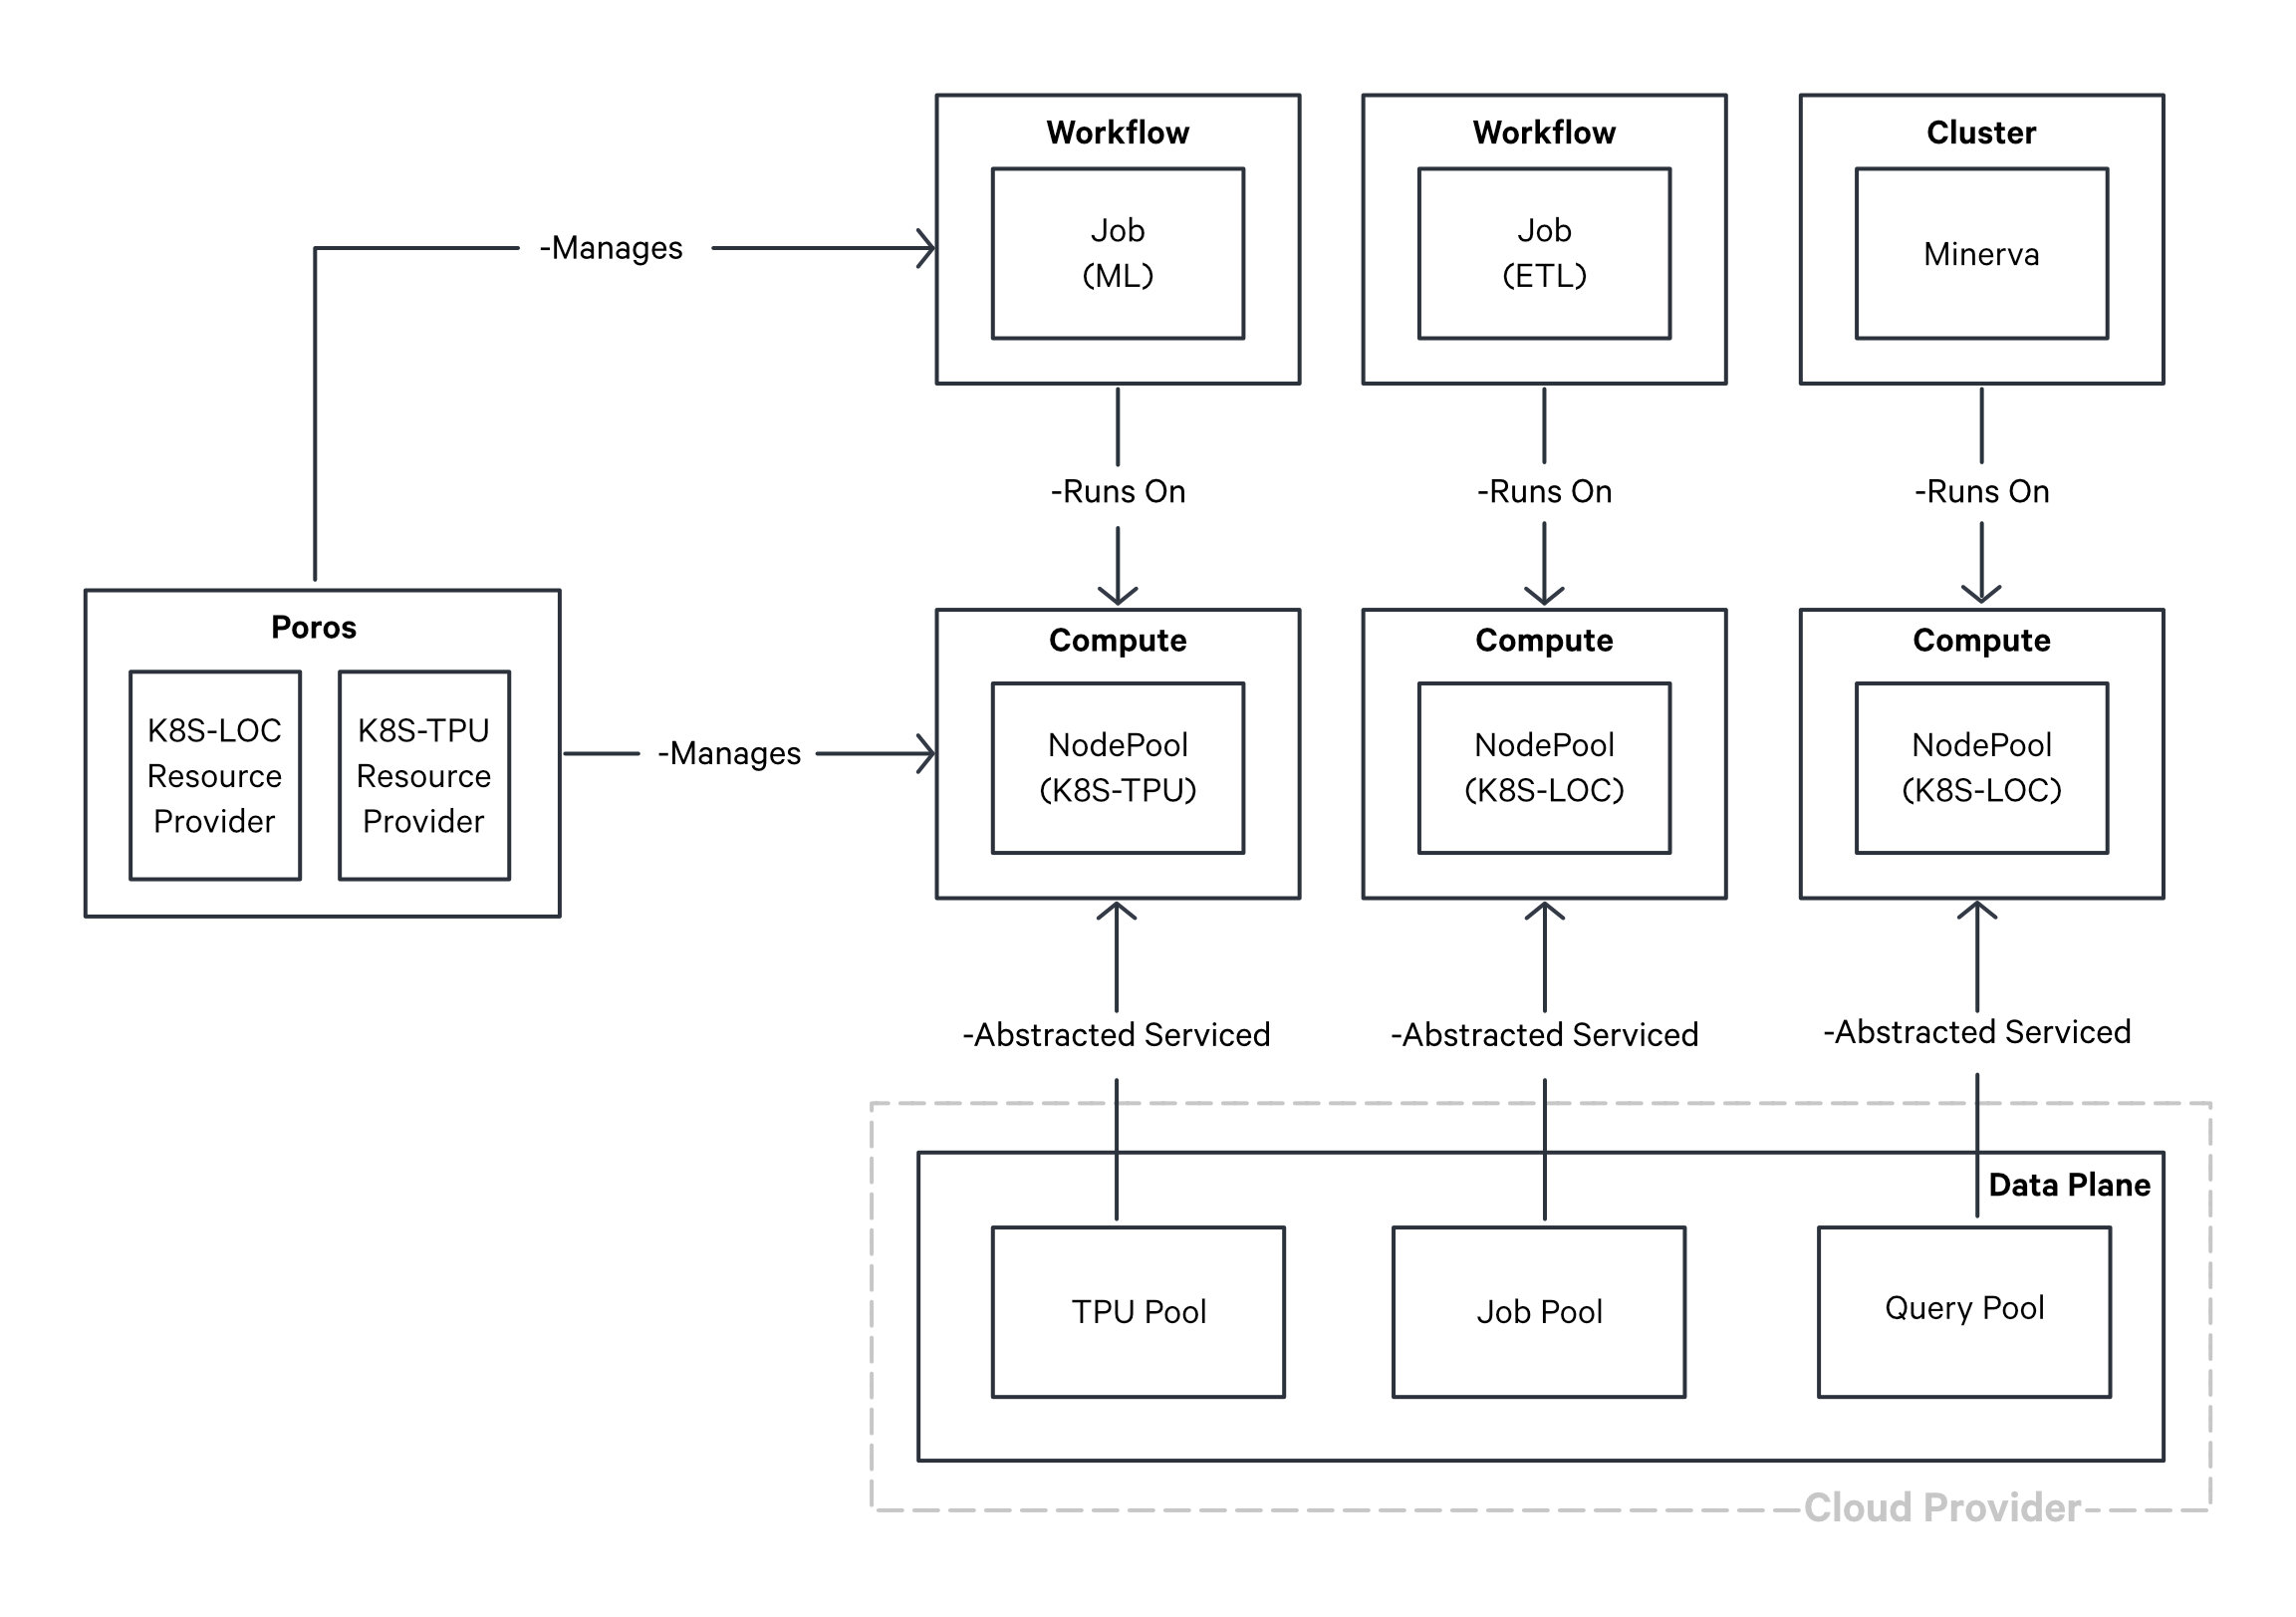 Workflow
Job
(ML)
Workflow
Job
(ETL)
Cluster
Minerva
-Manages
-Runs On
-Runs On
-Runs On
Poros
K8S-LOC
Resource
Provider
K8S-TPU
Resource
Provider
-Manages
Compute
NodePool
(K8S-TPU)
Compute
NodePool
(K8S-LOC)
Compute
NodePool
(K8S-LOC)
-Abstracted Serviced
-Abstracted Serviced
-Abstracted Serviced
Data Plane
TPU Pool
Job Pool
Query Pool
Cloud Provider